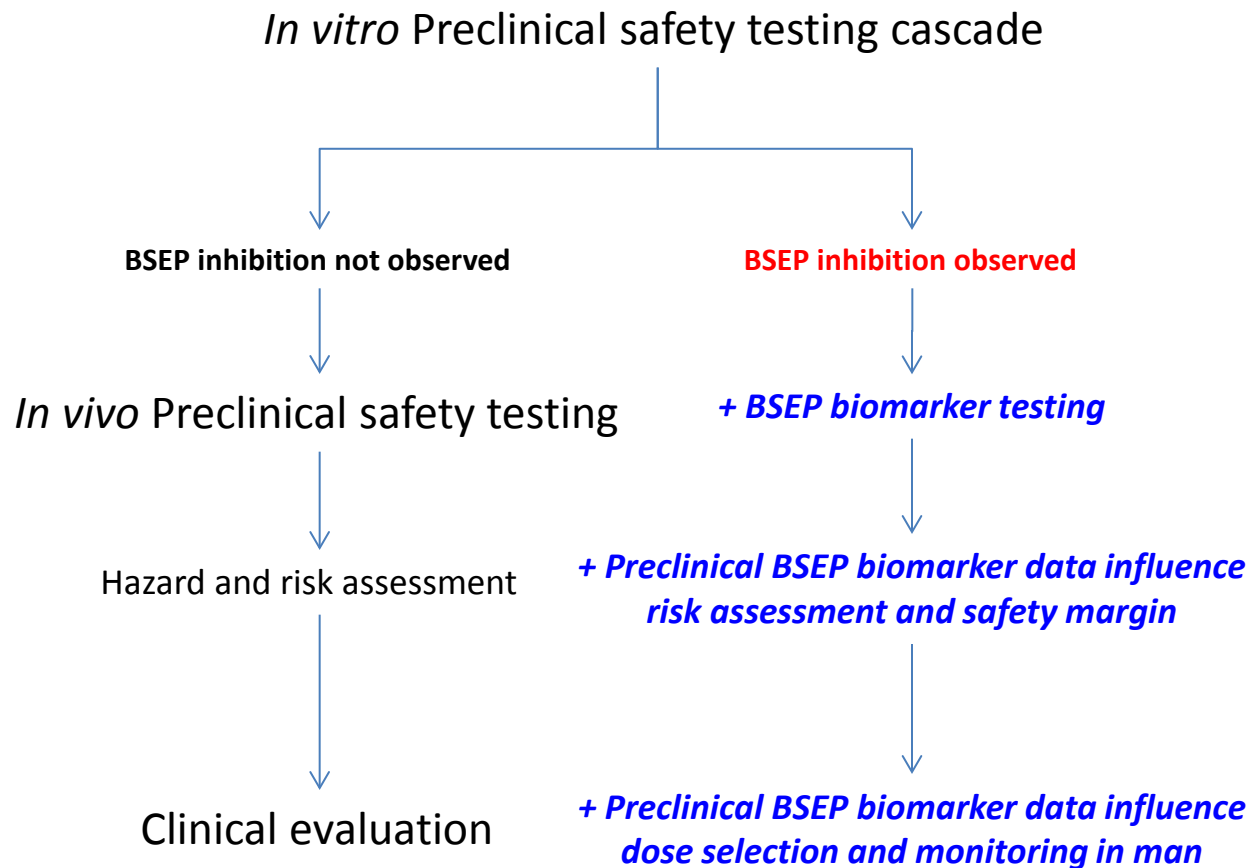 In vitro Preclinical safety testing cascade
BSEP inhibition not observed
BSEP inhibition observed
In vivo Preclinical safety testing
+ BSEP biomarker testing
Hazard and risk assessment
+ Preclinical BSEP biomarker data influence
risk assessment and safety margin
Clinical evaluation
+ Preclinical BSEP biomarker data influence
dose selection and monitoring in man